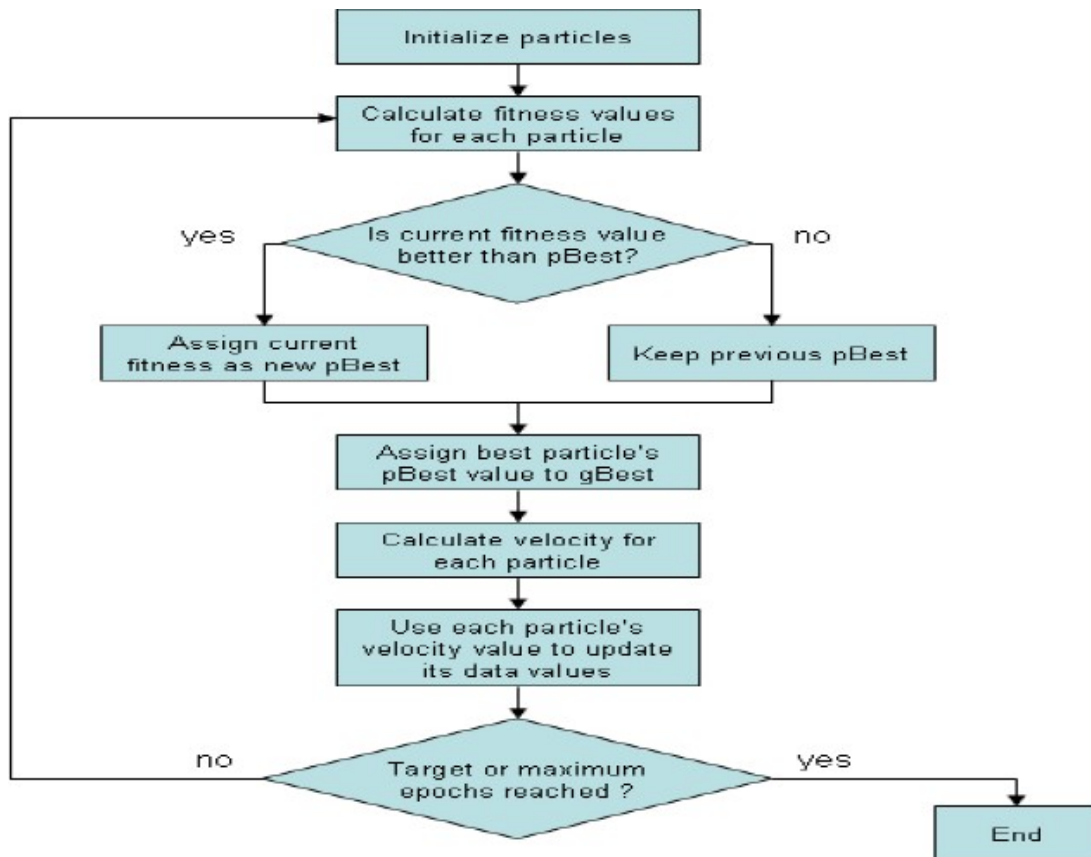 Initialize particles
Calculate fitness values
for each particle
yes
Is current fitness value
better than pBest?
no
Assign current
fitness as new pBest
Keep previous pBest
Assign best particle's
pBest value to gBest
Calculate velocity for
each particle
Use each particle's
velocity value to update
its data values
no
Target or maximum
epochs reached ?
yes
End